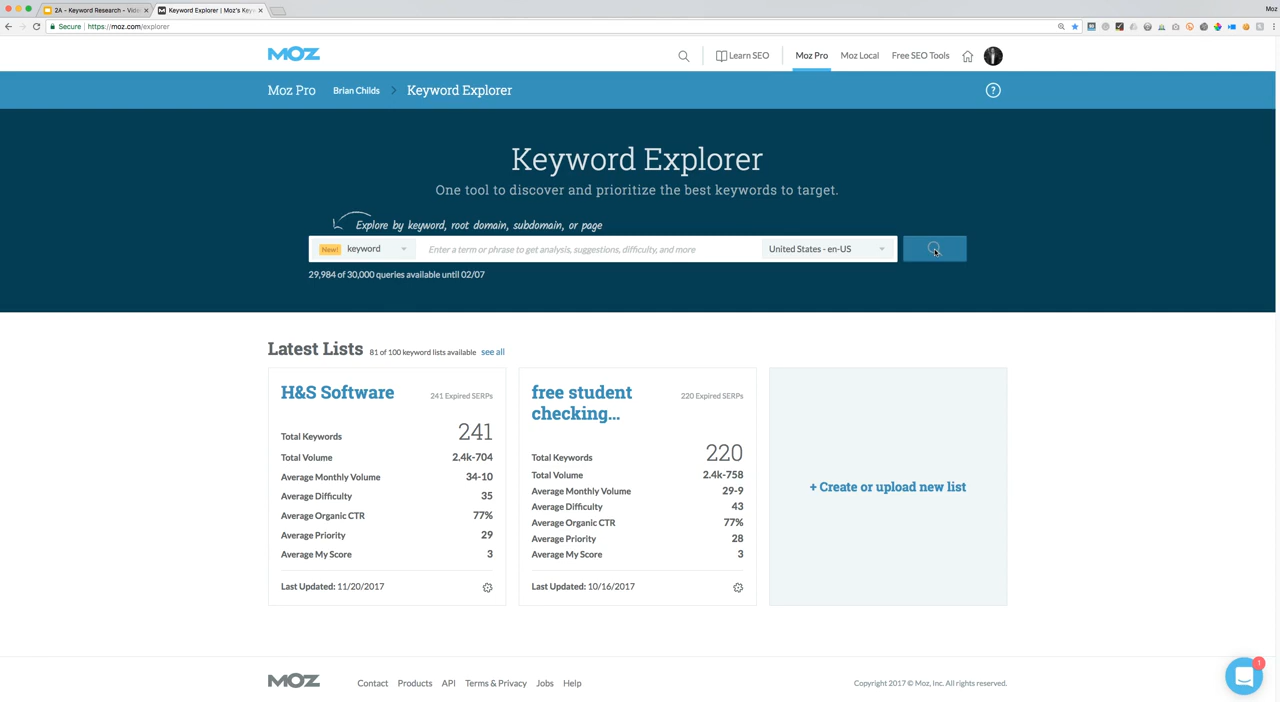 2A - Keyword Research - Vide
Keyword Explorer | Moz's Key
Moz
Secure
https://moz.com/explorer
MOZ
Learn SEO
Moz Pro
Moz Local
Free SEO Tools
Moz Pro
Brian Childs
Keyword Explorer
?
Keyword Explorer
One tool to discover and prioritize the best keywords to target.
Explore by keyword, root domain, subdomain, or page
New! keyword
Enter a term or phrase to get analysis, suggestions, difficulty, and more
United States - en-US
29,984 of 30,000 queries available until 02/07
Latest Lists
81 of 100 keyword lists available
see all
H&S Software
241 Expired SERPs
Total Keywords 241
Total Volume 2.4k-704
Average Monthly Volume 34-10
Average Difficulty 35
Average Organic CTR 77%
Average Priority 29
Average My Score 3
Last Updated: 11/20/2017
free student
checking...
220 Expired SERPs
Total Keywords 220
Total Volume 2.4k-758
Average Monthly Volume 29-9
Average Difficulty 43
Average Organic CTR 77%
Average Priority 28
Average My Score 3
Last Updated: 10/16/2017
+ Create or upload new list
MOZ
Contact
Products
API
Terms & Privacy
Jobs
Help
Copyright 2017 © Moz, Inc. All rights reserved.
1